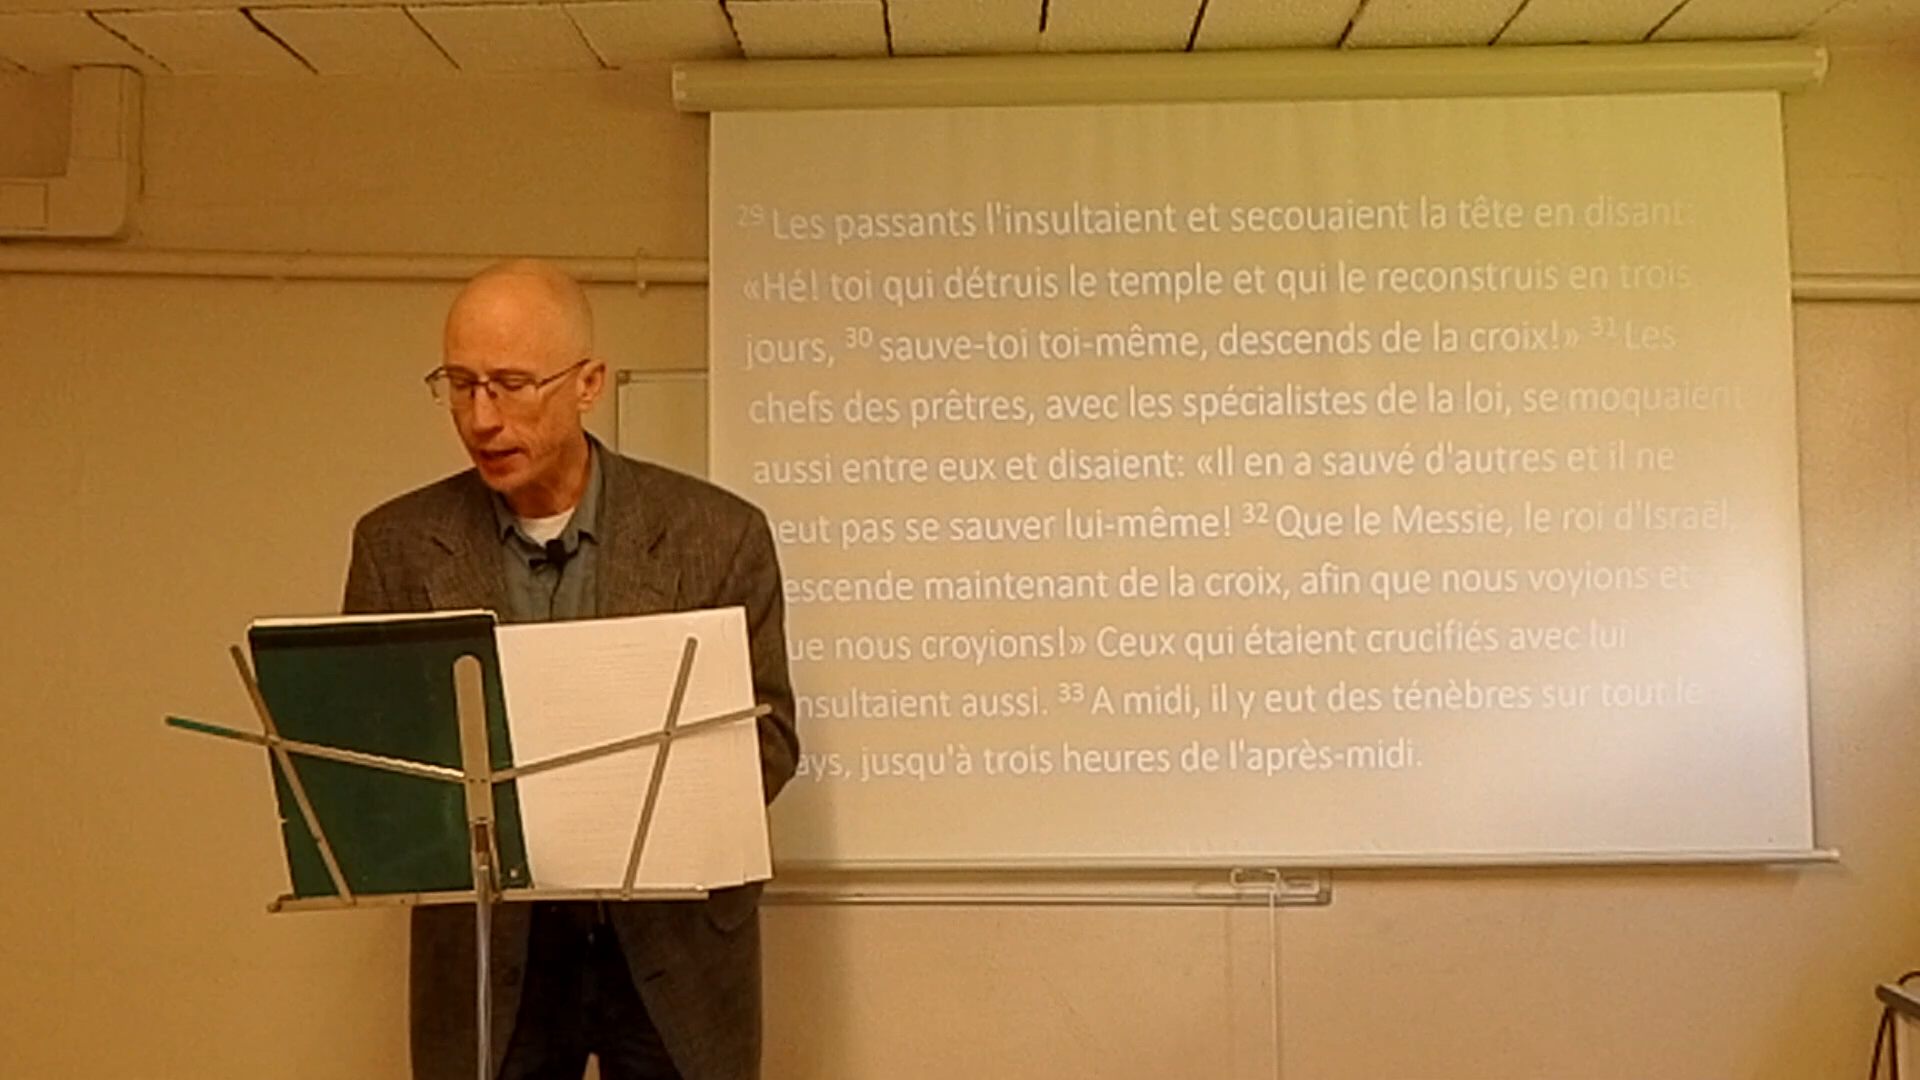 29 Les passants l'insultaient et secouaient la tête en disant:
«Hé! toi qui détruis le temple et qui le reconstruis en trois
jours, 30 sauve-toi toi-même, descends de la croix!» 31 Les
chefs des prêtres, avec les spécialistes de la loi, se moquaient
aussi entre eux et disaient: «Il en a sauvé d'autres et il ne
eut pas se sauver lui-même! 32 Que le Messie, le roi d'Israël,
escende maintenant de la croix, afin que nous voyions et
ue nous croyions!» Ceux qui étaient crucifiés avec lui
nsultaient aussi. 33 A midi, il y eut des ténèbres sur tout le
ays, jusqu'à trois heures de l'après-midi.